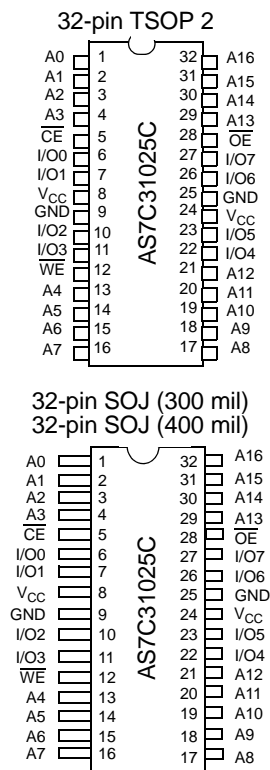 32-pin TSOP 2
A0 1 32 A16
A1 2 31 A15
A2 3 30 A14
A3 4 29 A13
CE 5 28 OE
I/O0 6 27 I/O7
I/O1 7 26 I/O6
VCC 8 25 GND
GND 9 24 VCC
I/O2 10 23 I/O5
I/O3 11 22 I/O4
WE 12 21 A12
A4 13 20 A11
A5 14 19 A10
A6 15 18 A9
A7 16 17 A8
AS7C31025C
32-pin SOJ (300 mil)
32-pin SOJ (400 mil)
A0 1 32 A16
A1 2 31 A15
A2 3 30 A14
A3 4 29 A13
CE 5 28 OE
I/O0 6 27 I/O7
I/O1 7 26 I/O6
VCC 8 25 GND
GND 9 24 VCC
I/O2 10 23 I/O5
I/O3 11 22 I/O4
WE 12 21 A12
A4 13 20 A11
A5 14 19 A10
A6 15 18 A9
A7 16 17 A8
AS7C31025C